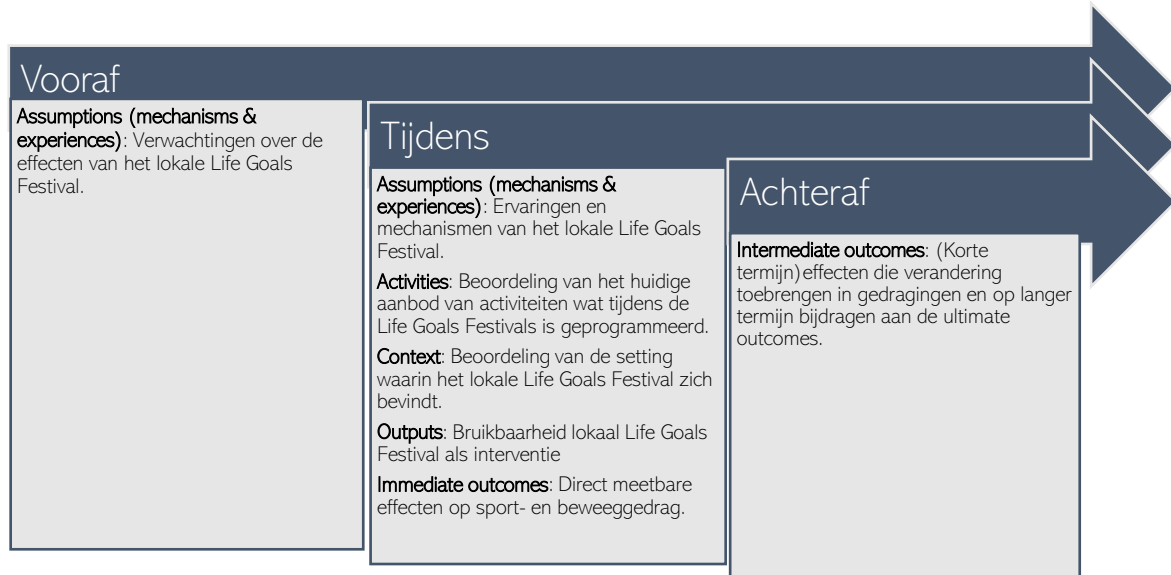 Vooraf
Assumptions (mechanisms &
experiences): Verwachtingen over de
effecten van het lokale Life Goals
Festival.
Tijdens
Assumptions (mechanisms &
experiences): Ervaringen en
mechanismen van het lokale Life Goals
Festival.
Activities: Beoordeling van het huidige
aanbod van activiteiten wat tijdens de
Life Goals Festivals is geprogrammeerd.
Context: Beoordeling van de setting
waarin het lokale Life Goals Festival zich
bevindt.
Outputs: Bruikbaarheid lokaal Life Goals
Festival als interventie
Immediate outcomes: Direct meetbare
effecten op sport- en beweeggedrag.
Achteraf
Intermediate outcomes: (Korte
termijn)effecten die verandering
toebrengen in gedragingen en op langer
termijn bijdragen aan de ultimate
outcomes.